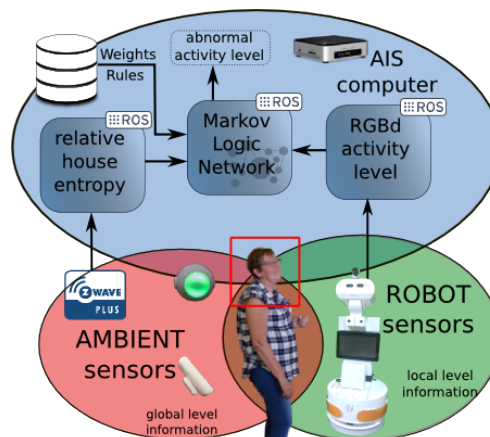 Weights
Rules
abnormal
activity level
AIS
computer
ROS
relative
house
entropy
ROS
Markov
Logic
Network
ROS
RGBd
activity
level
Z WAVE
PLUS
AMBIENT
sensors
global level
information
ROBOT
sensors
local level
information